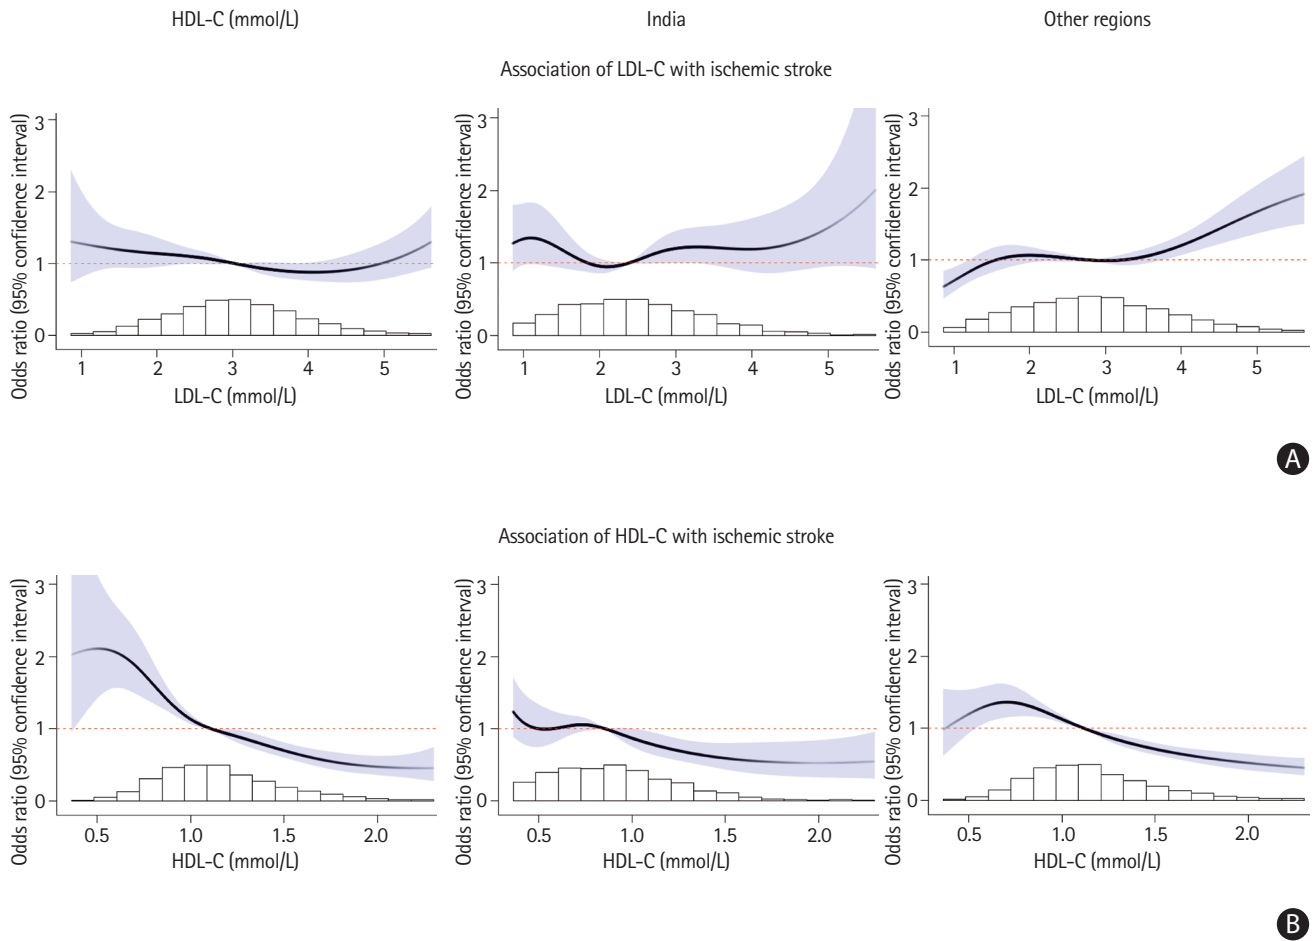 HDL-C (mmol/L) India Other regions
Association of LDL-C with ischemic stroke
Odds ratio (95% confidence interval)
3
2
1
0
1 2 3 4 5
LDL-C (mmol/L)
Odds ratio (95% confidence interval)
3
2
1
0
1 2 3 4 5
LDL-C (mmol/L)
Odds ratio (95% confidence interval)
3
2
1
0
1 2 3 4 5
LDL-C (mmol/L)
A
Association of HDL-C with ischemic stroke
Odds ratio (95% confidence interval)
3
2
1
0
0.5 1.0 1.5 2.0
HDL-C (mmol/L)
Odds ratio (95% confidence interval)
3
2
1
0
0.5 1.0 1.5 2.0
HDL-C (mmol/L)
Odds ratio (95% confidence interval)
3
2
1
0
0.5 1.0 1.5 2.0
HDL-C (mmol/L)
B